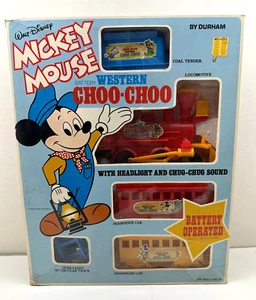 Walt Disney
BY DURHAM
MICKEY
MOUSE
COAL TENDER
BATTERY WESTERN
CHOO-CHOO
LOCOMOTIVE
WITH HEADLIGHT AND CHUG-CHUG SOUND
PASSENGER CAR
BATTERY
OPERATED
PASSENGER CAR